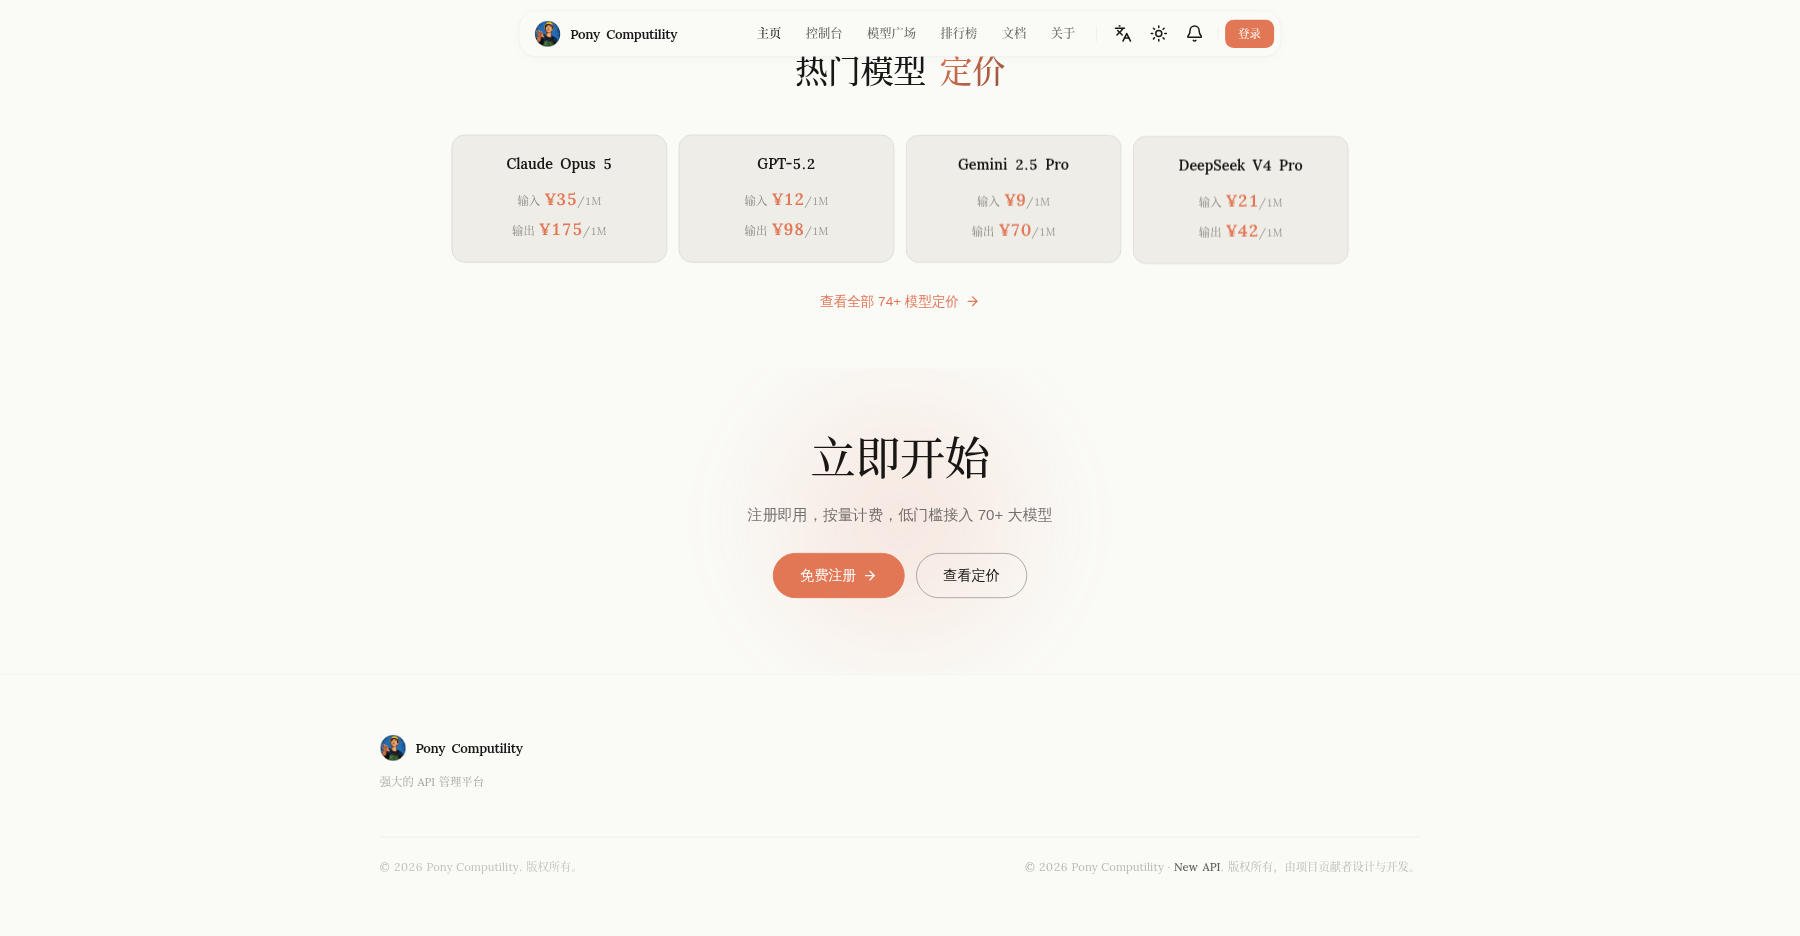 Pony Computility 主页 控制台 模型广场 排行榜 文档 关于 登录
热门模型 定价
Claude Opus 5
输入 ¥35/1M
输出 ¥175/1M
GPT-5.2
输入 ¥12/1M
输出 ¥98/1M
Gemini 2.5 Pro
输入 ¥9/1M
输出 ¥70/1M
DeepSeek V4 Pro
输入 ¥21/1M
输出 ¥42/1M
查看全部 74+ 模型定价 →
立即开始
注册即用，按量计费，低门槛接入 70+ 大模型
免费注册 →
查看定价
Pony Computility
强大的 API 管理平台
© 2026 Pony Computility. 版权所有。
© 2026 Pony Computility · New API. 版权所有，由项目贡献者设计与开发。